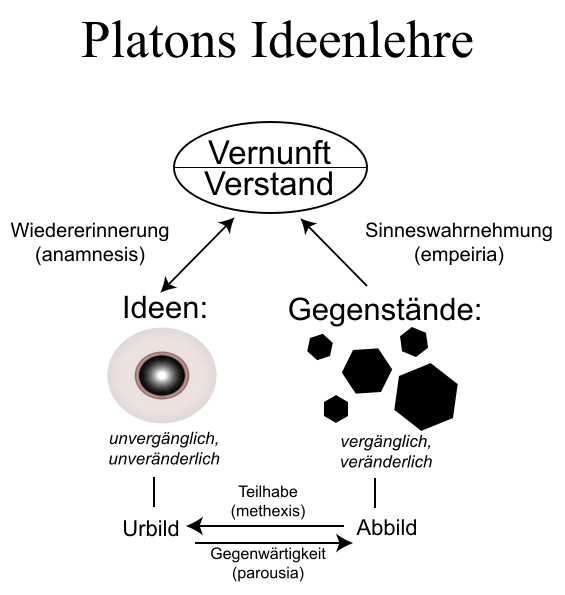 Platons Ideenlehre
Vernunft
Verstand
Wiedererinnerung
(anamnesis)
Sinneswahrnehmung
(empeiria)
Ideen:
Gegenstände:
unvergänglich,
unveränderlich
vergänglich,
veränderlich
Teilhabe
(methexis)
Urbild
Abbild
Gegenwärtigkeit
(parousia)